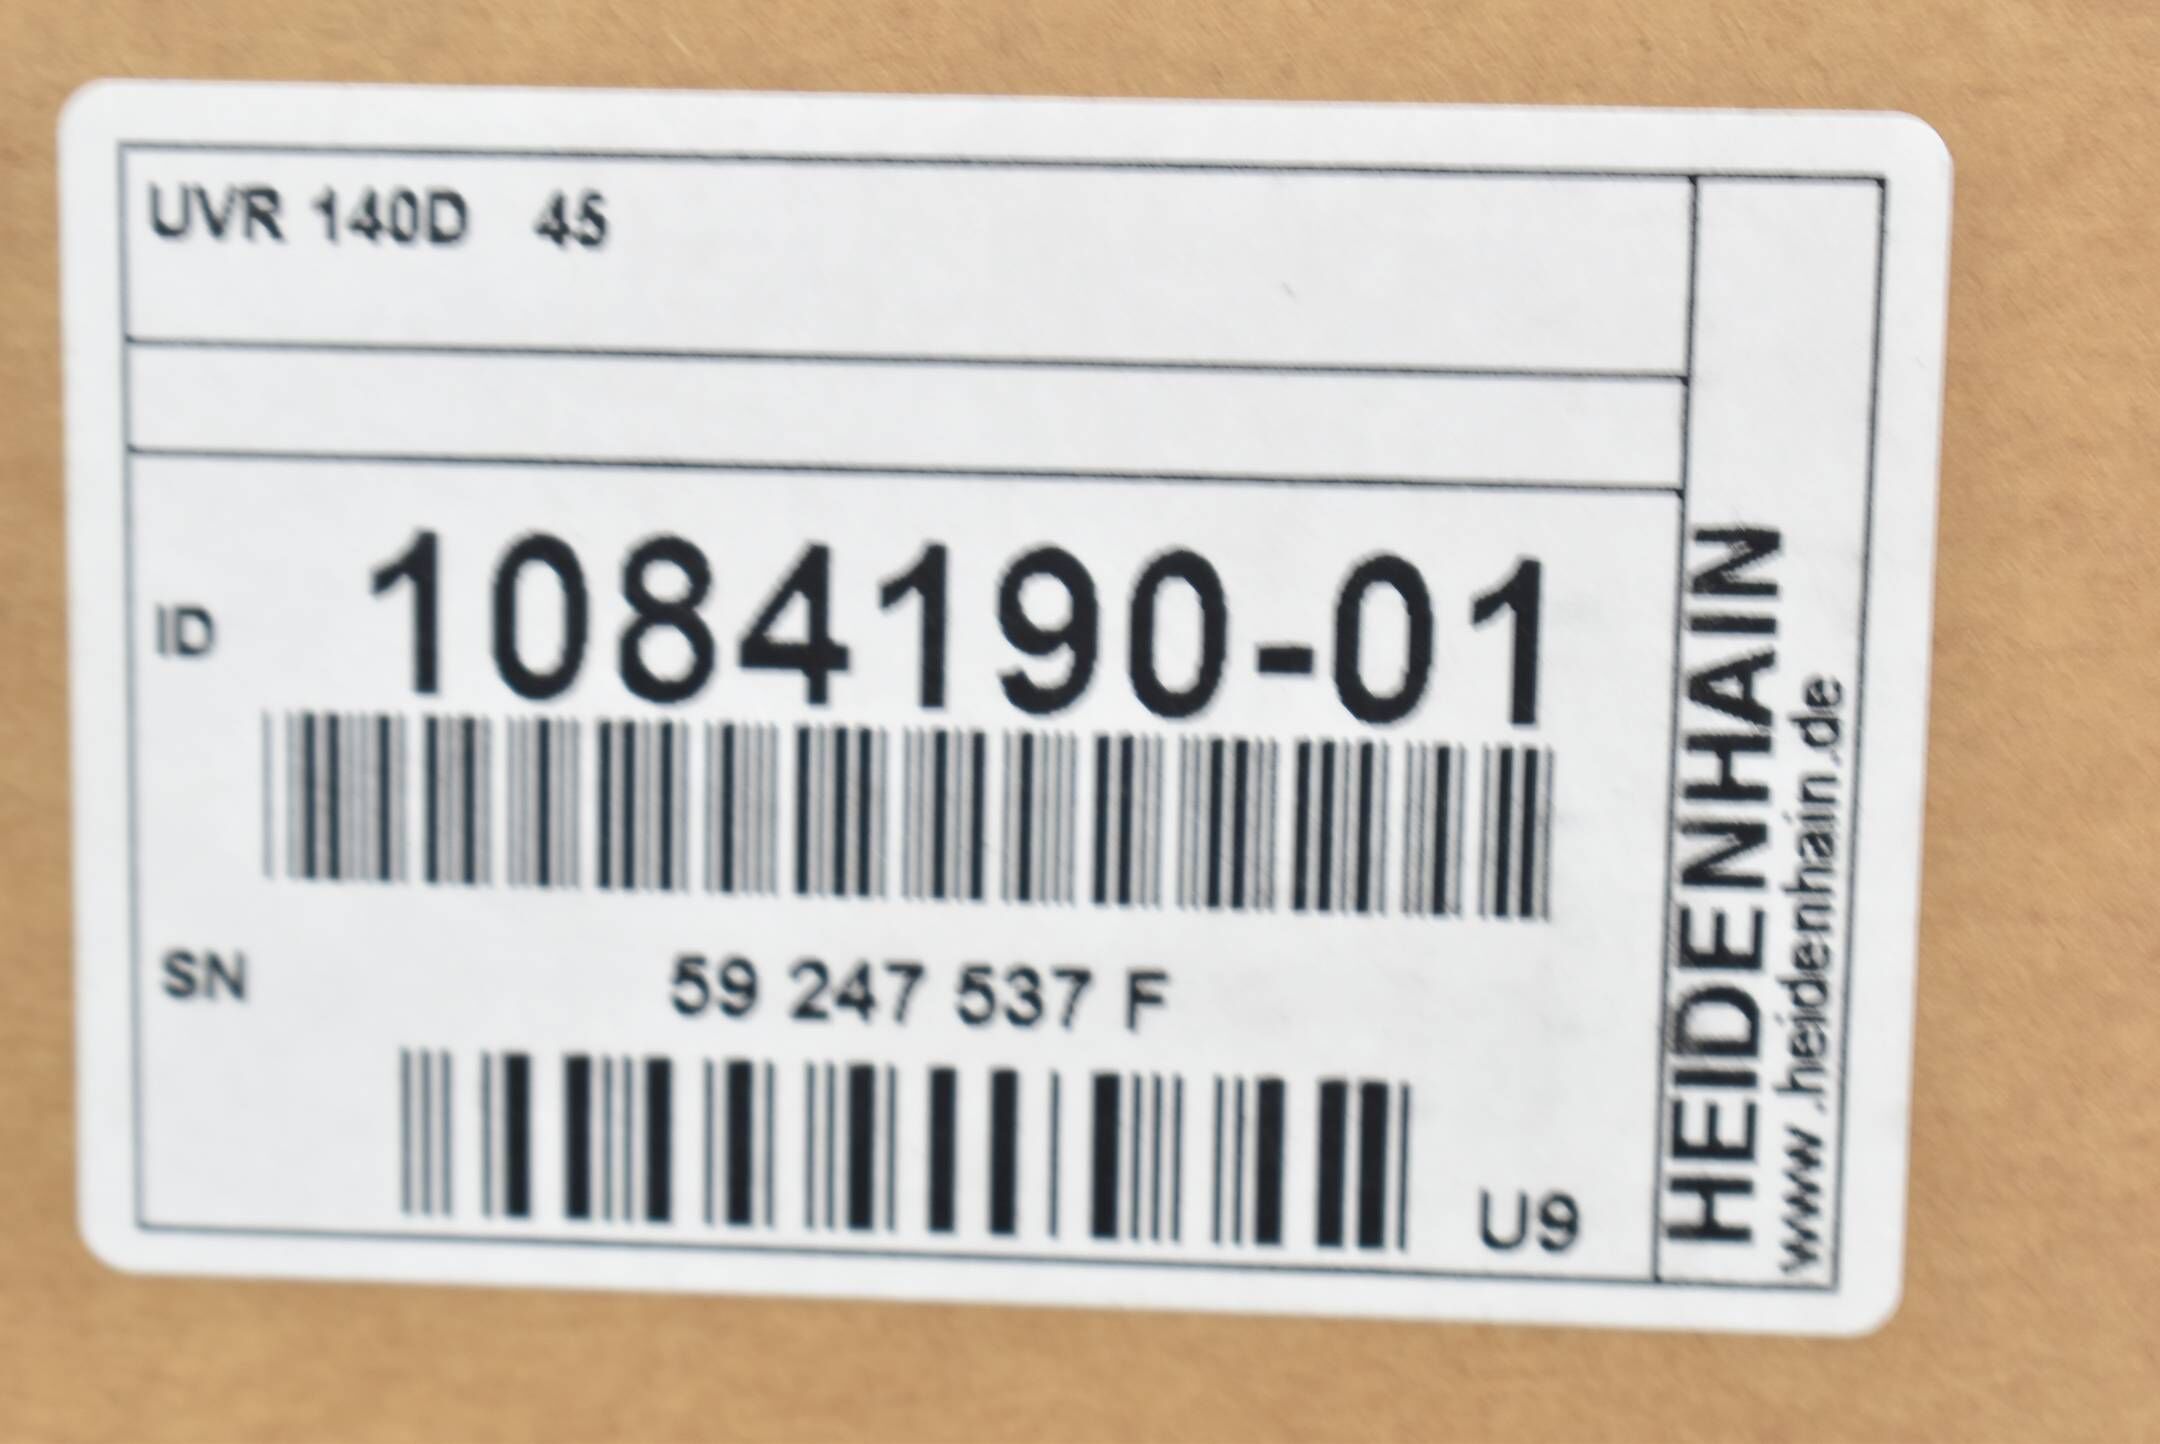 UVR 140D 45
ID 1084190-01
SN 59 247 537 F
U9
HEIDENHAIN
www.heidenhain.de